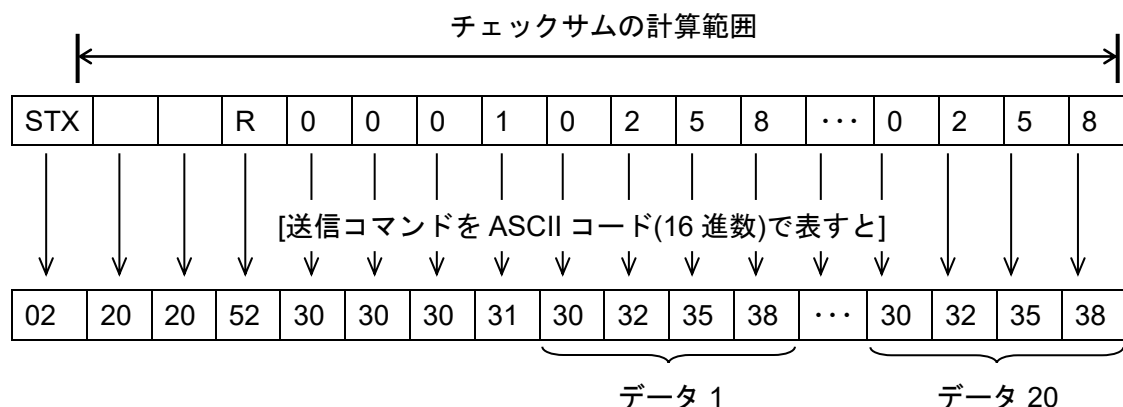 チェックサムの計算範囲
STX R 0 0 0 1 0 2 5 8 ··· 0 2 5 8
[送信コマンドを ASCII コード(16 進数)で表すと]
02 20 20 52 30 30 30 31 30 32 35 38 ··· 30 32 35 38
データ 1 データ 20